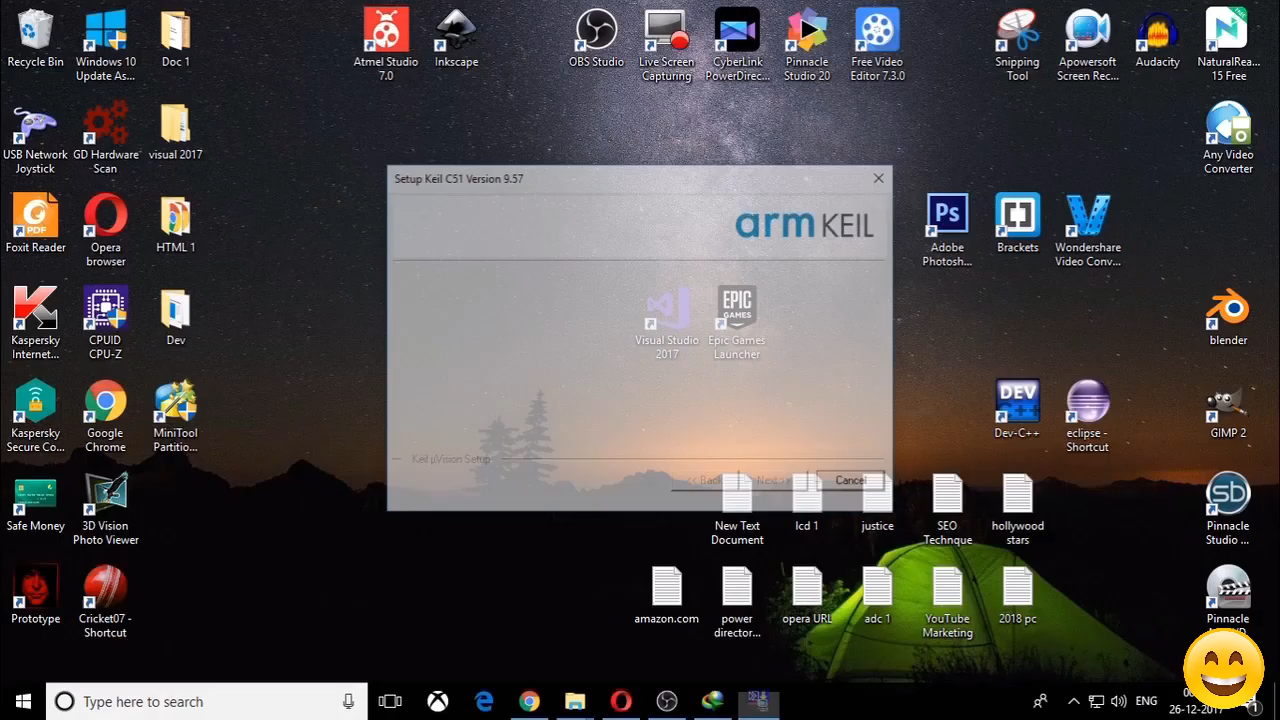 Recycle Bin
Windows 10
Update As...
Doc 1
Atmel Studio
7.0
Inkscape
OBS Studio
Live Screen
Capturing
CyberLink
PowerDirec...
Pinnacle
Studio 20
Free Video
Editor 7.3.0
Snipping
Tool
Apowersoft
Screen Rec...
Audacity
NaturalRea...
15 Free
USB Network
Joystick
GD Hardware
Scan
visual 2017
Any Video
Converter
Setup Keil C51 Version 9.57
arm KEIL
PDF
Foxit Reader
Opera
browser
HTML 1
Ps
Adobe
Photosh...
Brackets
Wondershare
Video Conv...
Kaspersky
Internet...
CPUID
CPU-Z
Dev
Visual Studio
2017
EPIC
GAMES
Epic Games
Launcher
blender
Kaspersky
Secure Co...
Google
Chrome
MiniTool
Partitio...
DEV
Dev-C++
eclipse -
Shortcut
GIMP 2
Keil µVision Setup
<< Back
Next >>
Cancel
Safe Money
3D Vision
Photo Viewer
New Text
Document
lcd 1
justice
SEO
Technque
hollywood
stars
Pinnacle
Studio ...
Prototype
Cricket07 -
Shortcut
amazon.com
power
director...
opera URL
adc 1
YouTube
Marketing
2018 pc
Pinnacle
Type here to search
ENG
26-12-2017
1